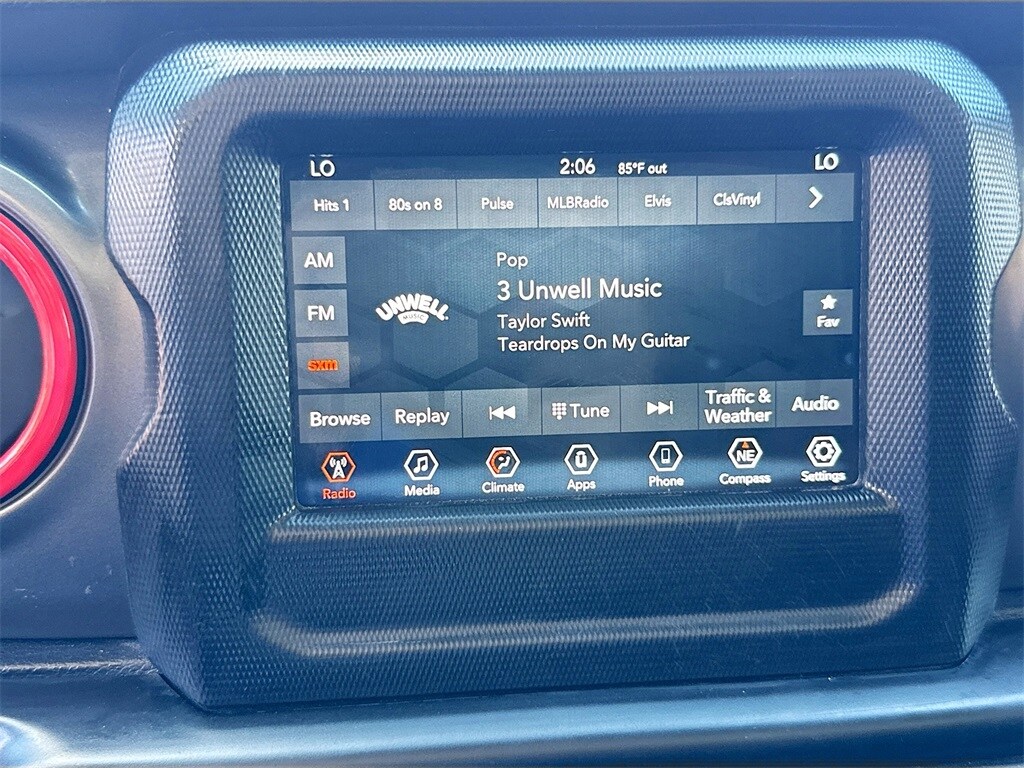 LO 2:06 85°F out LO
Hits 1 80s on 8 Pulse MLBRadio Elvis ClsVinyl
AM
FM
sxm
UNWELL
MUSIC
Pop
3 Unwell Music
Taylor Swift
Teardrops On My Guitar
Fav
Browse Replay Tune Traffic & Weather Audio
NE
Radio Media Climate Apps Phone Compass Settings